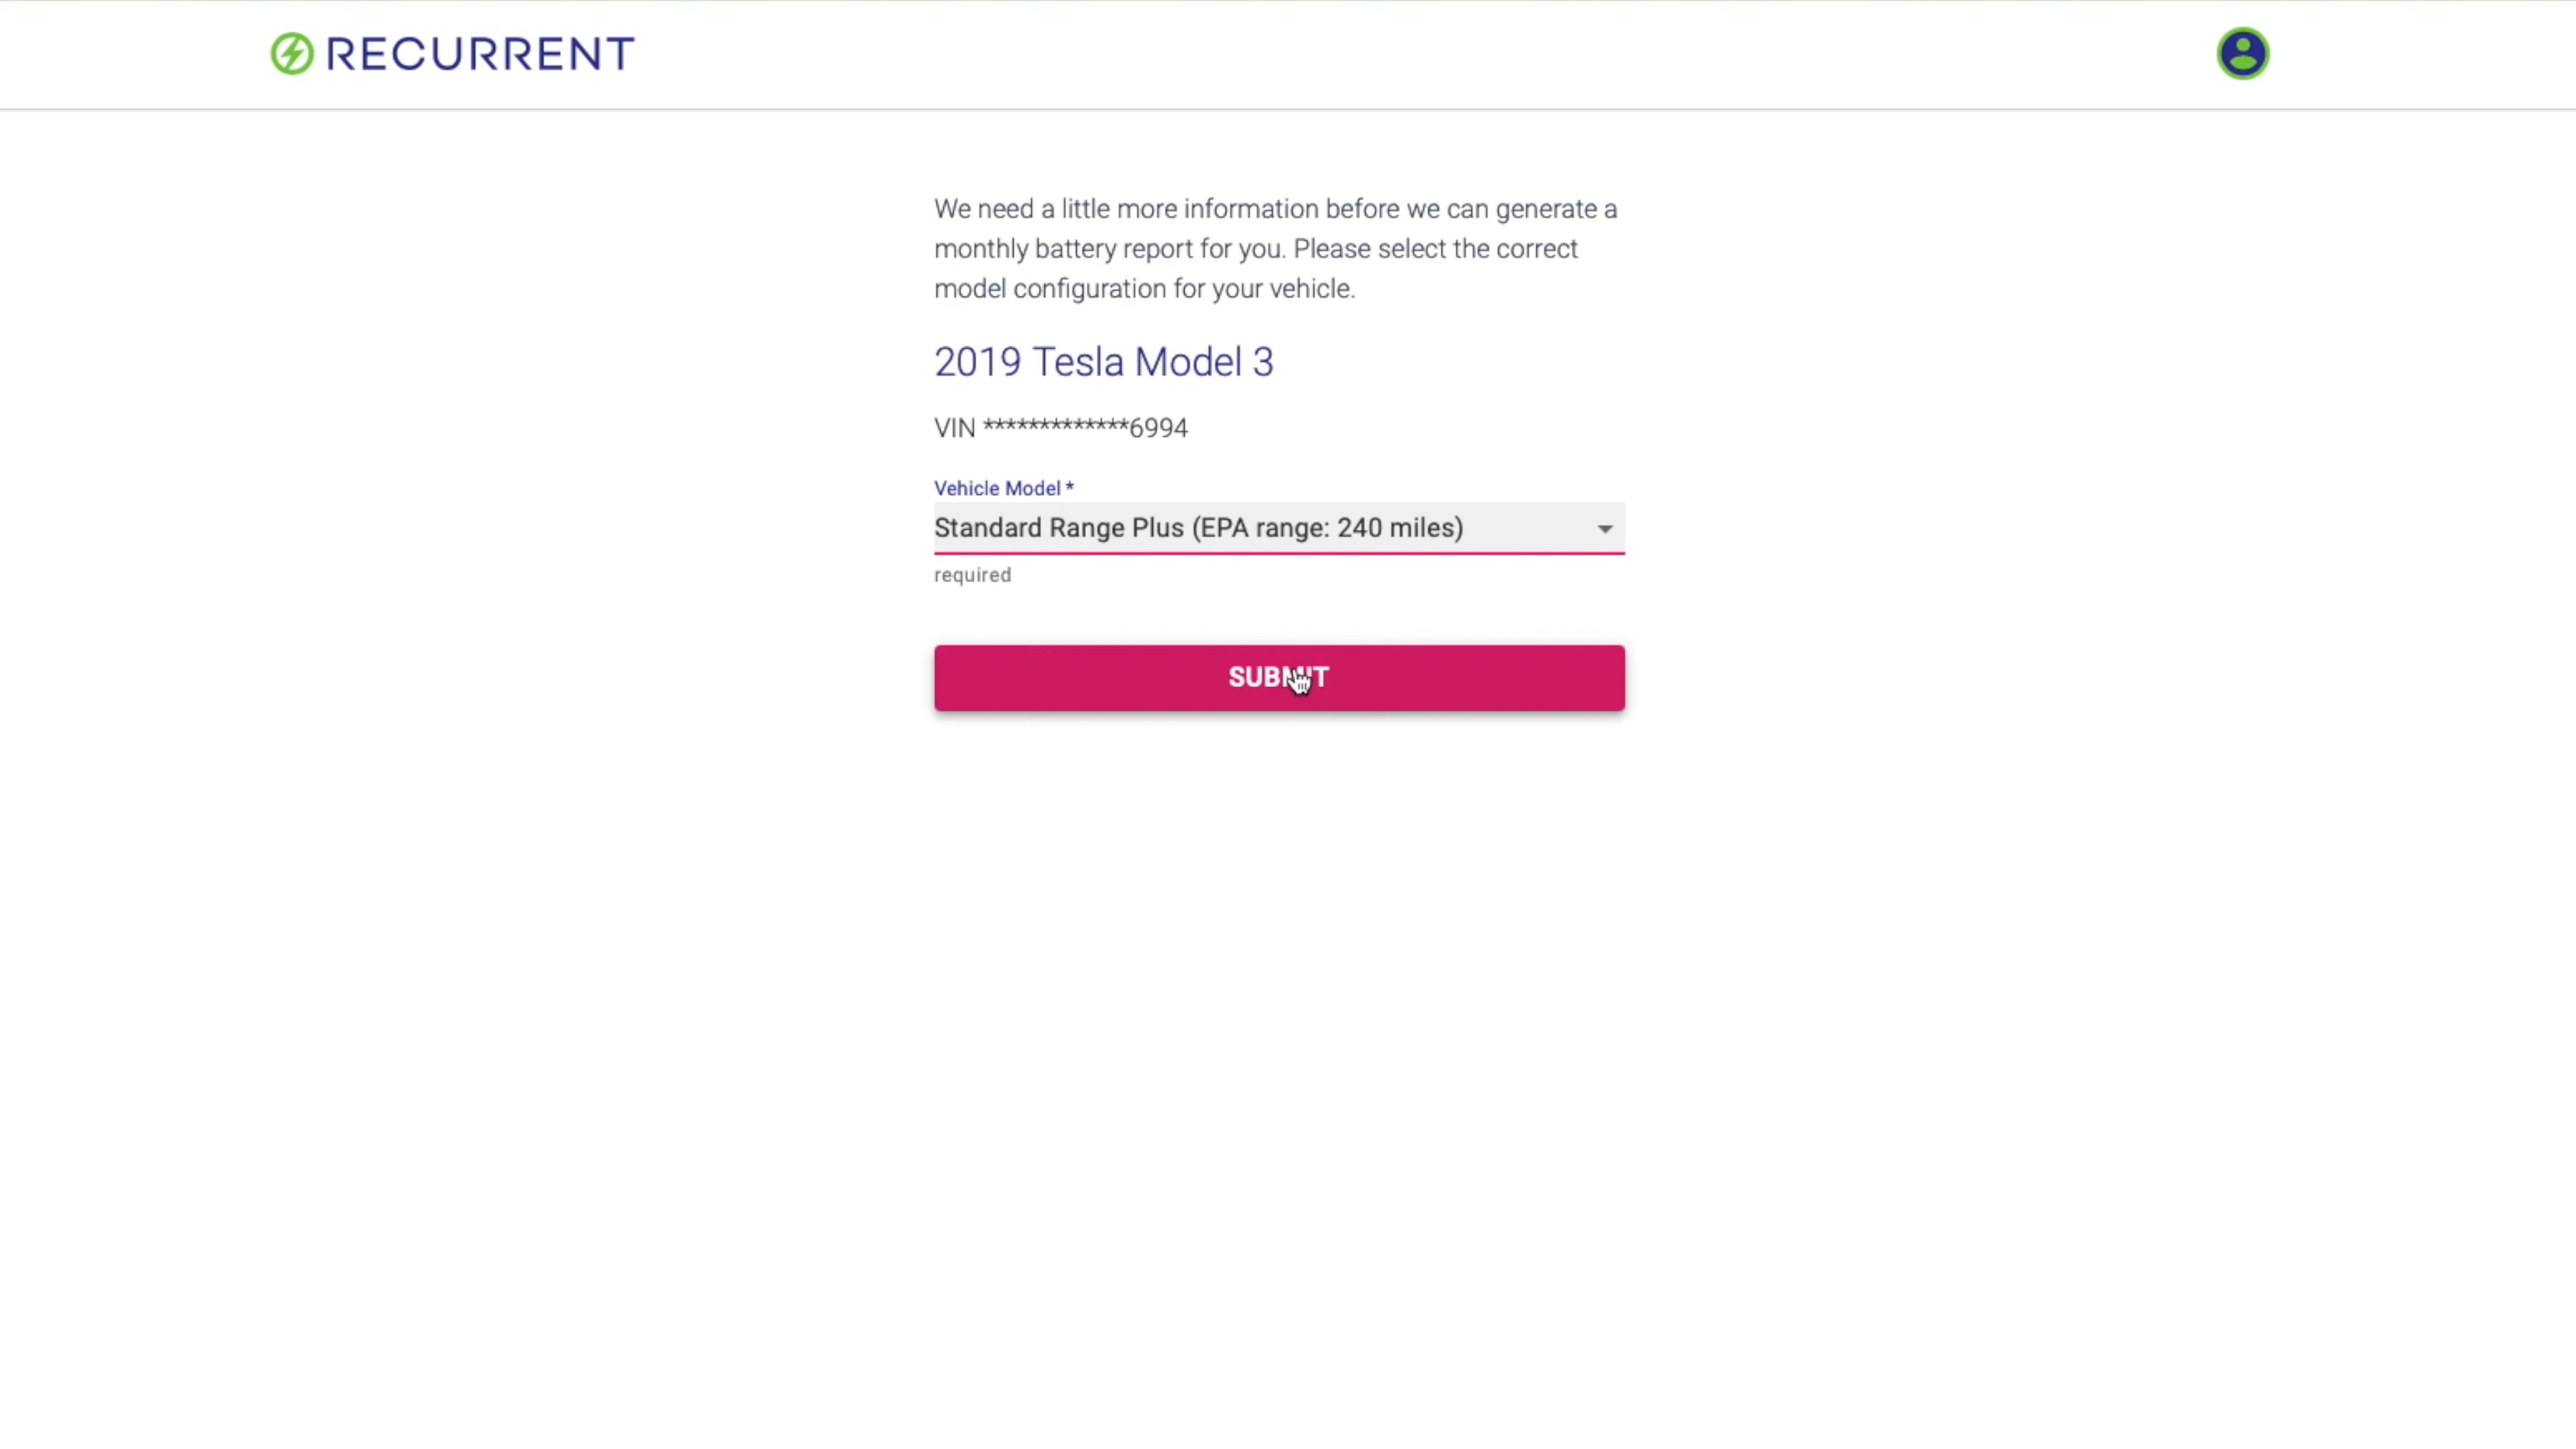 RECURRENT
We need a little more information before we can generate a
monthly battery report for you. Please select the correct
model configuration for your vehicle.
2019 Tesla Model 3
VIN *************6994
Vehicle Model *
Standard Range Plus (EPA range: 240 miles)
required
SUBMIT